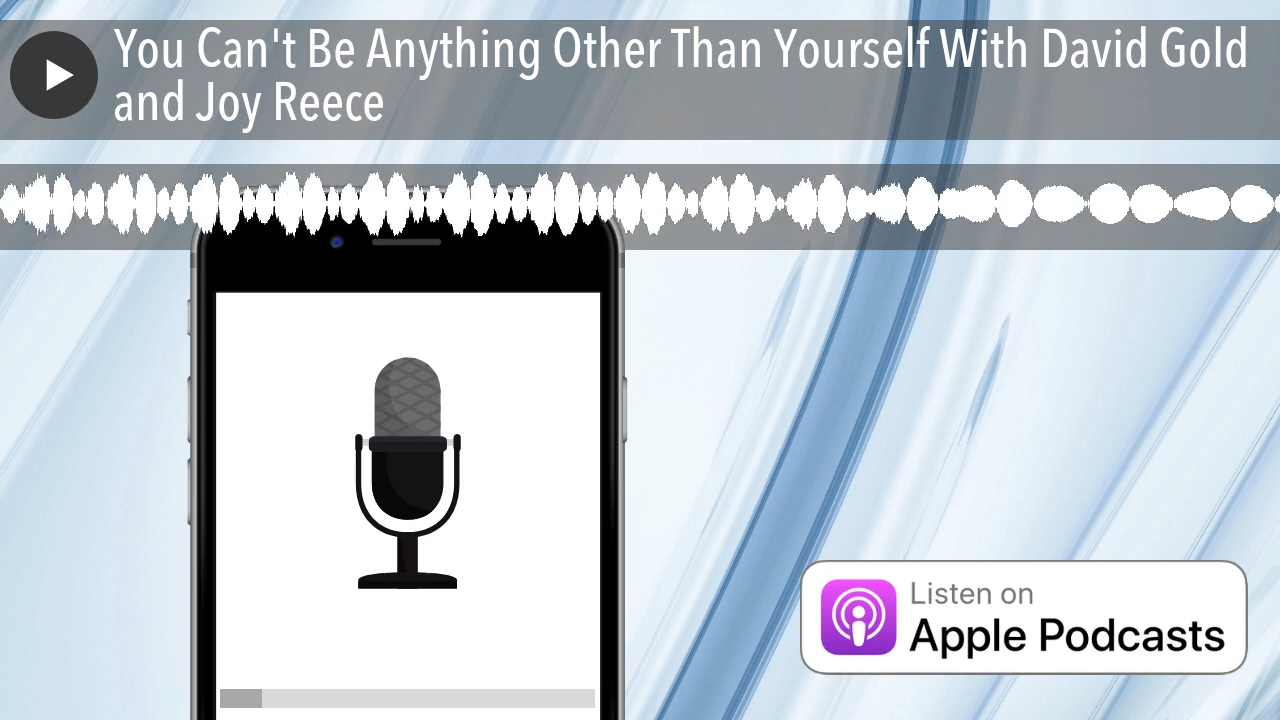 You Can't Be Anything Other Than Yourself With David Gold
and Joy Reece
Listen on
Apple Podcasts